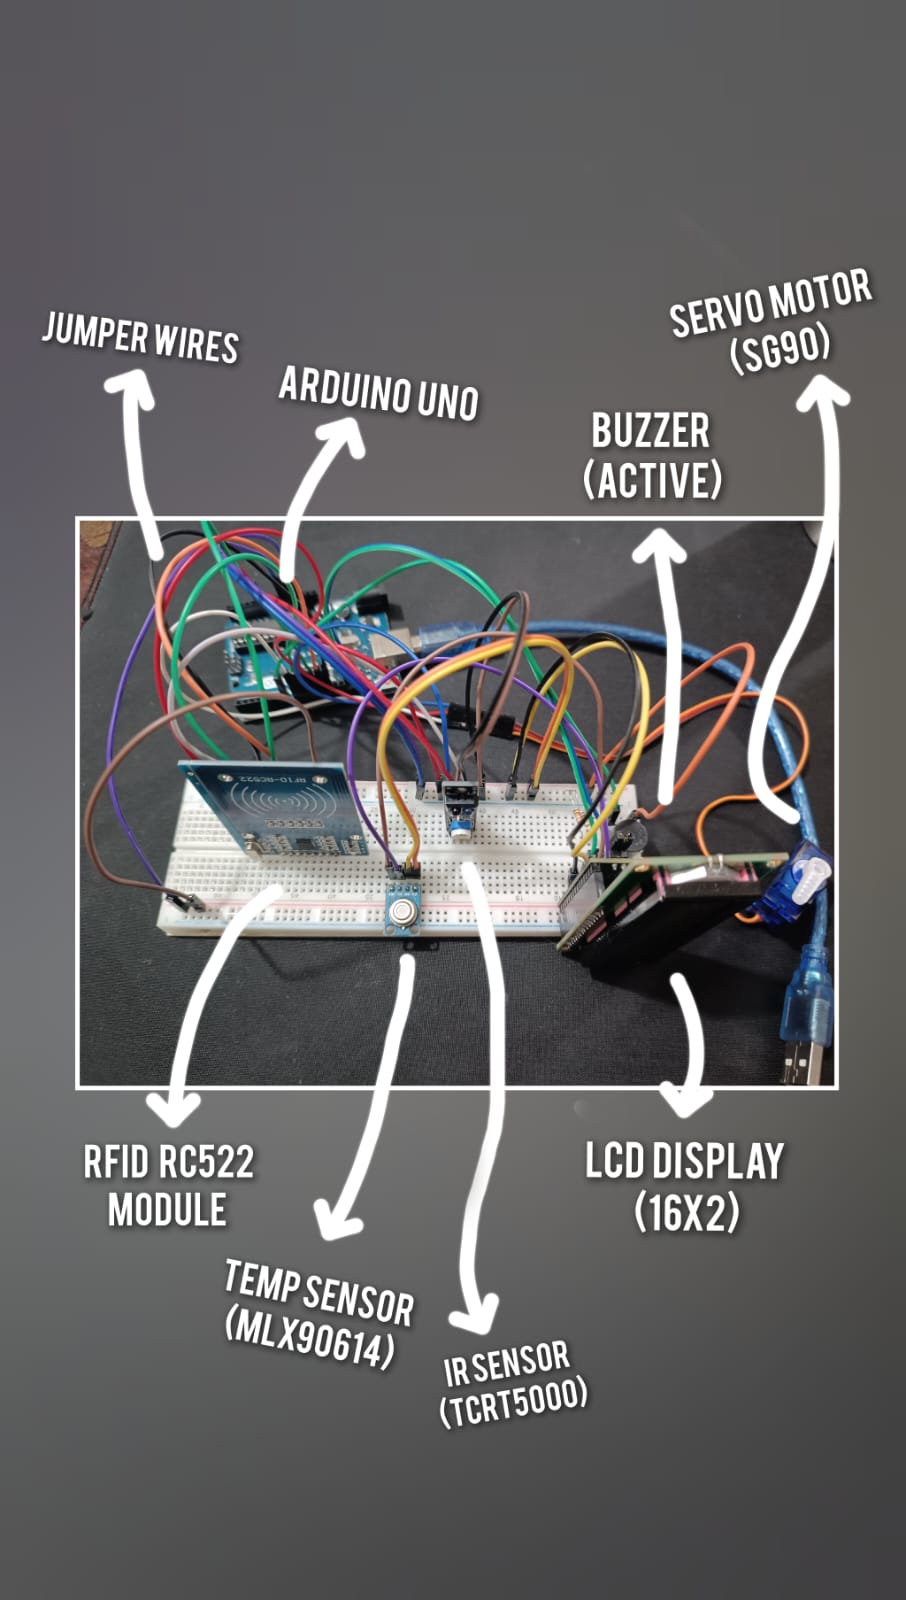 JUMPER WIRES
ARDUINO UNO
SERVO MOTOR
(SG90)
BUZZER
(ACTIVE)
RFID-RC522
RFID RC522
MODULE
LCD DISPLAY
(16X2)
TEMP SENSOR
(MLX90614)
IR SENSOR
(TCRT5000)